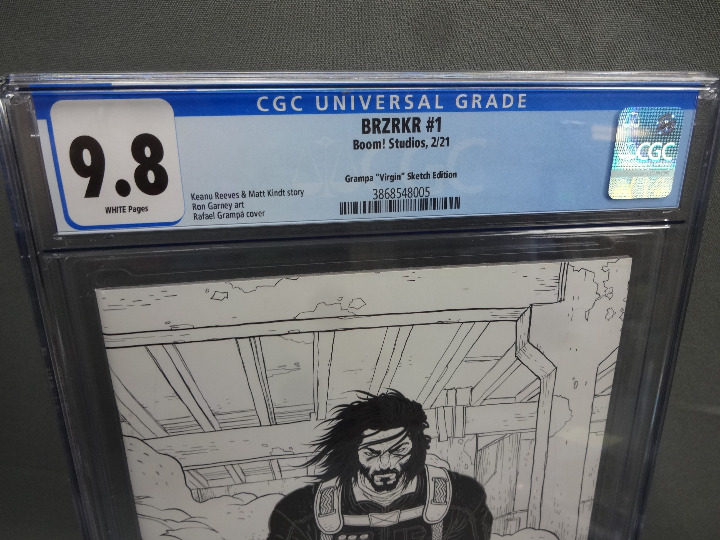 CGC UNIVERSAL GRADE
9.8
WHITE Pages
BRZRKR #1
Boom! Studios, 2/21
Grampa "Virgin" Sketch Edition
3868548005
Keanu Reeves & Matt Kindt story
Ron Garney art
Rafael Grampa cover
CGC